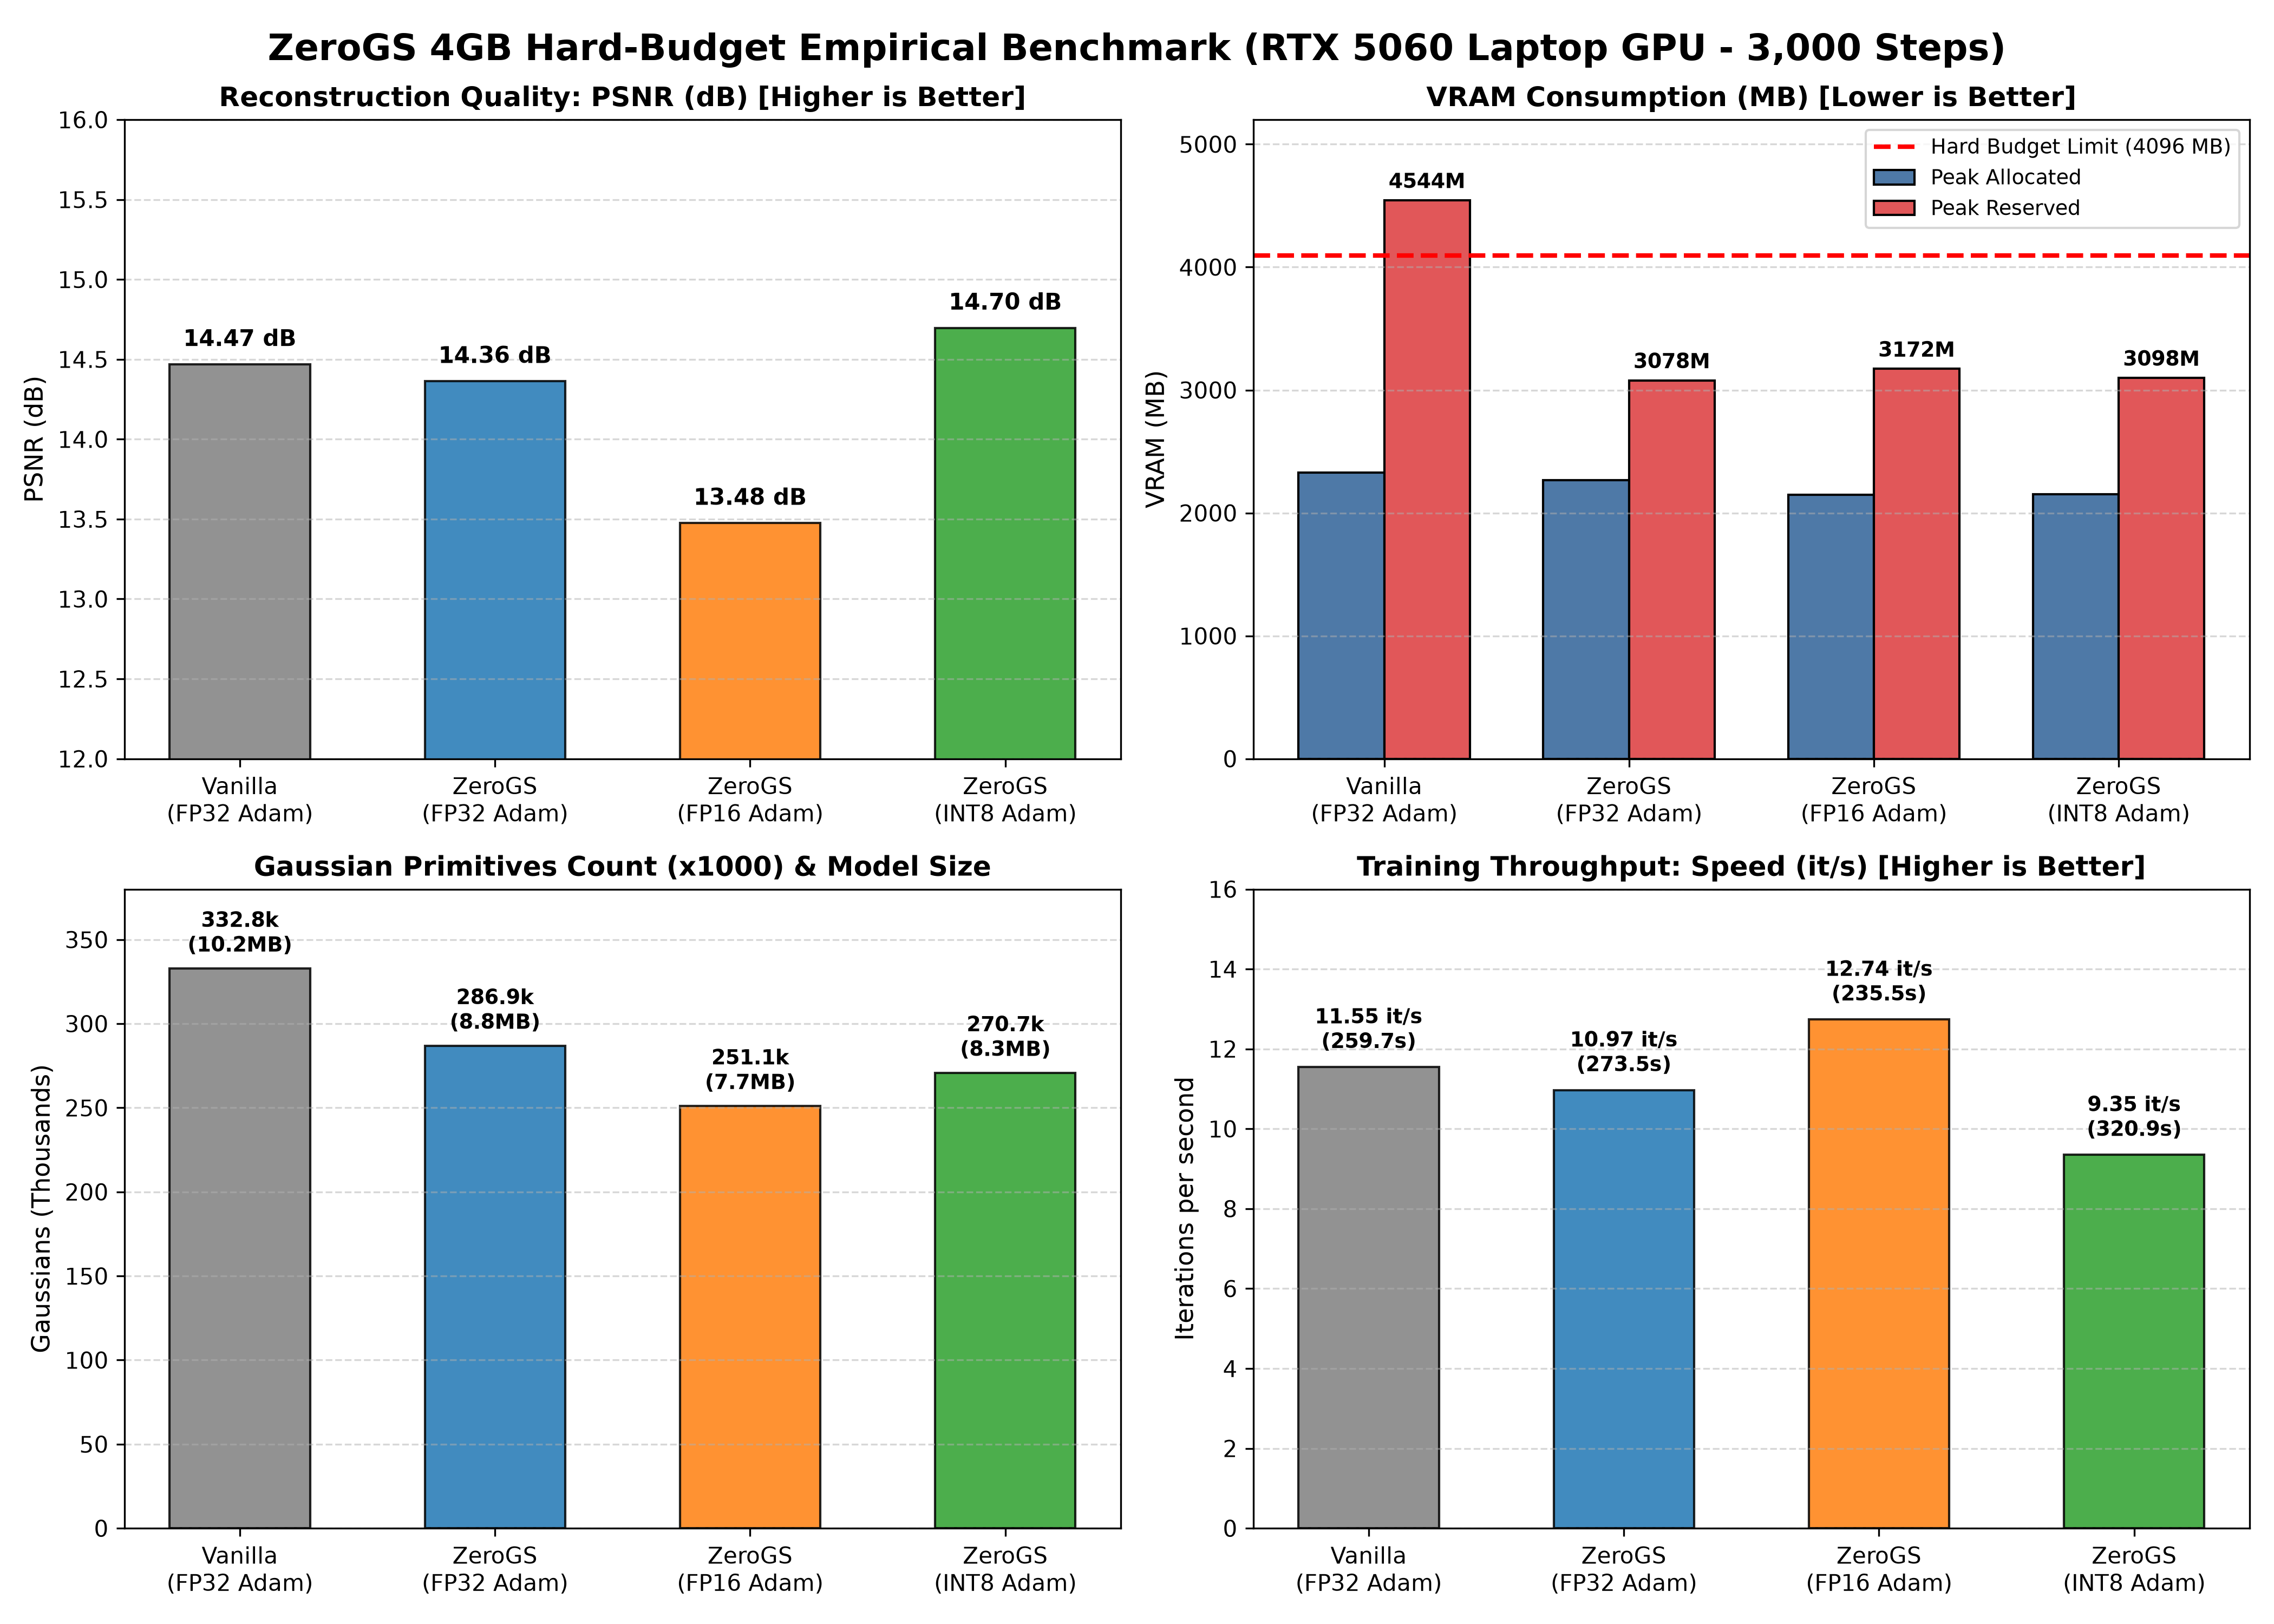 ZeroGS 4GB Hard-Budget Empirical Benchmark (RTX 5060 Laptop GPU - 3,000 Steps)
Reconstruction Quality: PSNR (dB) [Higher is Better]
PSNR (dB)
16.0
15.5
15.0
14.5
14.0
13.5
13.0
12.5
12.0
14.47 dB
14.36 dB
13.48 dB
14.70 dB
Vanilla
(FP32 Adam)
ZeroGS
(FP32 Adam)
ZeroGS
(FP16 Adam)
ZeroGS
(INT8 Adam)
VRAM Consumption (MB) [Lower is Better]
VRAM (MB)
5000
4000
3000
2000
1000
0
Hard Budget Limit (4096 MB)
Peak Allocated
Peak Reserved
4544M
3078M
3172M
3098M
Vanilla
(FP32 Adam)
ZeroGS
(FP32 Adam)
ZeroGS
(FP16 Adam)
ZeroGS
(INT8 Adam)
Gaussian Primitives Count (x1000) & Model Size
Gaussians (Thousands)
350
300
250
200
150
100
50
0
332.8k
(10.2MB)
286.9k
(8.8MB)
251.1k
(7.7MB)
270.7k
(8.3MB)
Vanilla
(FP32 Adam)
ZeroGS
(FP32 Adam)
ZeroGS
(FP16 Adam)
ZeroGS
(INT8 Adam)
Training Throughput: Speed (it/s) [Higher is Better]
Iterations per second
16
14
12
10
8
6
4
2
0
11.55 it/s
(259.7s)
10.97 it/s
(273.5s)
12.74 it/s
(235.5s)
9.35 it/s
(320.9s)
Vanilla
(FP32 Adam)
ZeroGS
(FP32 Adam)
ZeroGS
(FP16 Adam)
ZeroGS
(INT8 Adam)